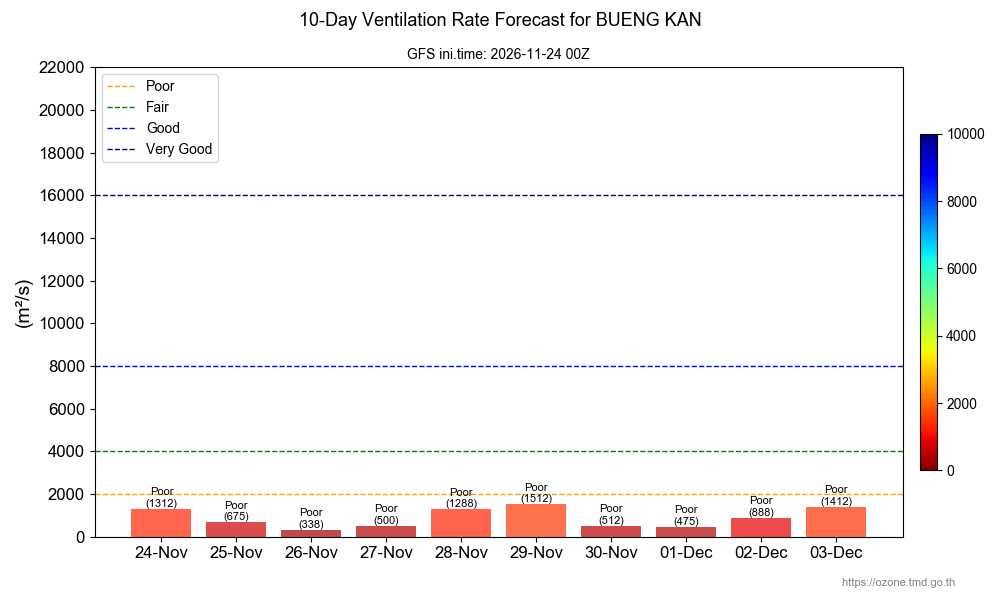 10-Day Ventilation Rate Forecast for BUENG KAN
GFS ini.time: 2026-11-24 00Z
22000
20000
18000
16000
14000
12000
10000
8000
6000
4000
2000
0
(m²/s)
Poor
Fair
Good
Very Good
Poor
(1312)
Poor
(675)
Poor
(338)
Poor
(500)
Poor
(1288)
Poor
(1512)
Poor
(512)
Poor
(475)
Poor
(888)
Poor
(1412)
24-Nov 25-Nov 26-Nov 27-Nov 28-Nov 29-Nov 30-Nov 01-Dec 02-Dec 03-Dec
10000
8000
6000
4000
2000
0
https://ozone.tmd.go.th